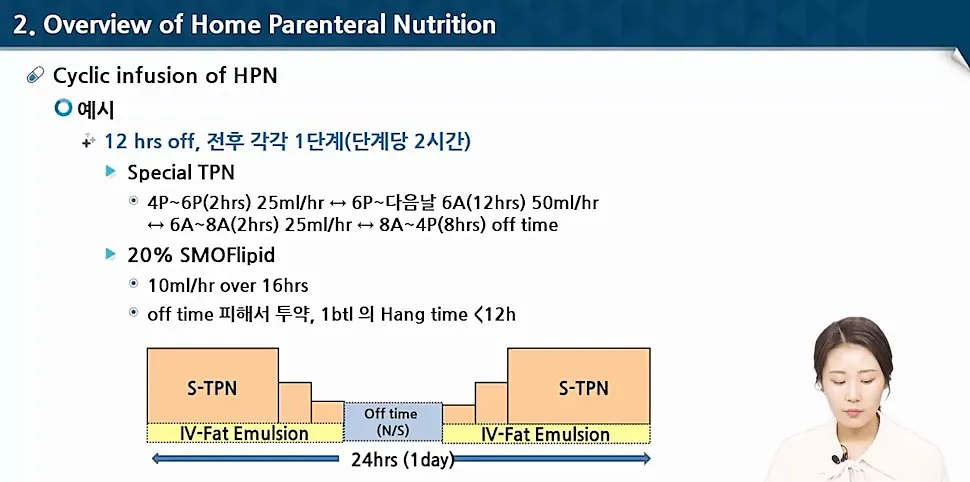 2. Overview of Home Parenteral Nutrition
Cyclic infusion of HPN
예시
12 hrs off, 전후 각각 1단계(단계당 2시간)
Special TPN
4P~6P(2hrs) 25ml/hr ↔ 6P~다음날 6A(12hrs) 50ml/hr
↔ 6A~8A(2hrs) 25ml/hr ↔ 8A~4P(8hrs) off time
20% SMOFlipid
10ml/hr over 16hrs
off time 피해서 투약, 1btl 의 Hang time <12h
S-TPN
Off time
(N/S)
S-TPN
IV-Fat Emulsion
IV-Fat Emulsion
24hrs (1day)